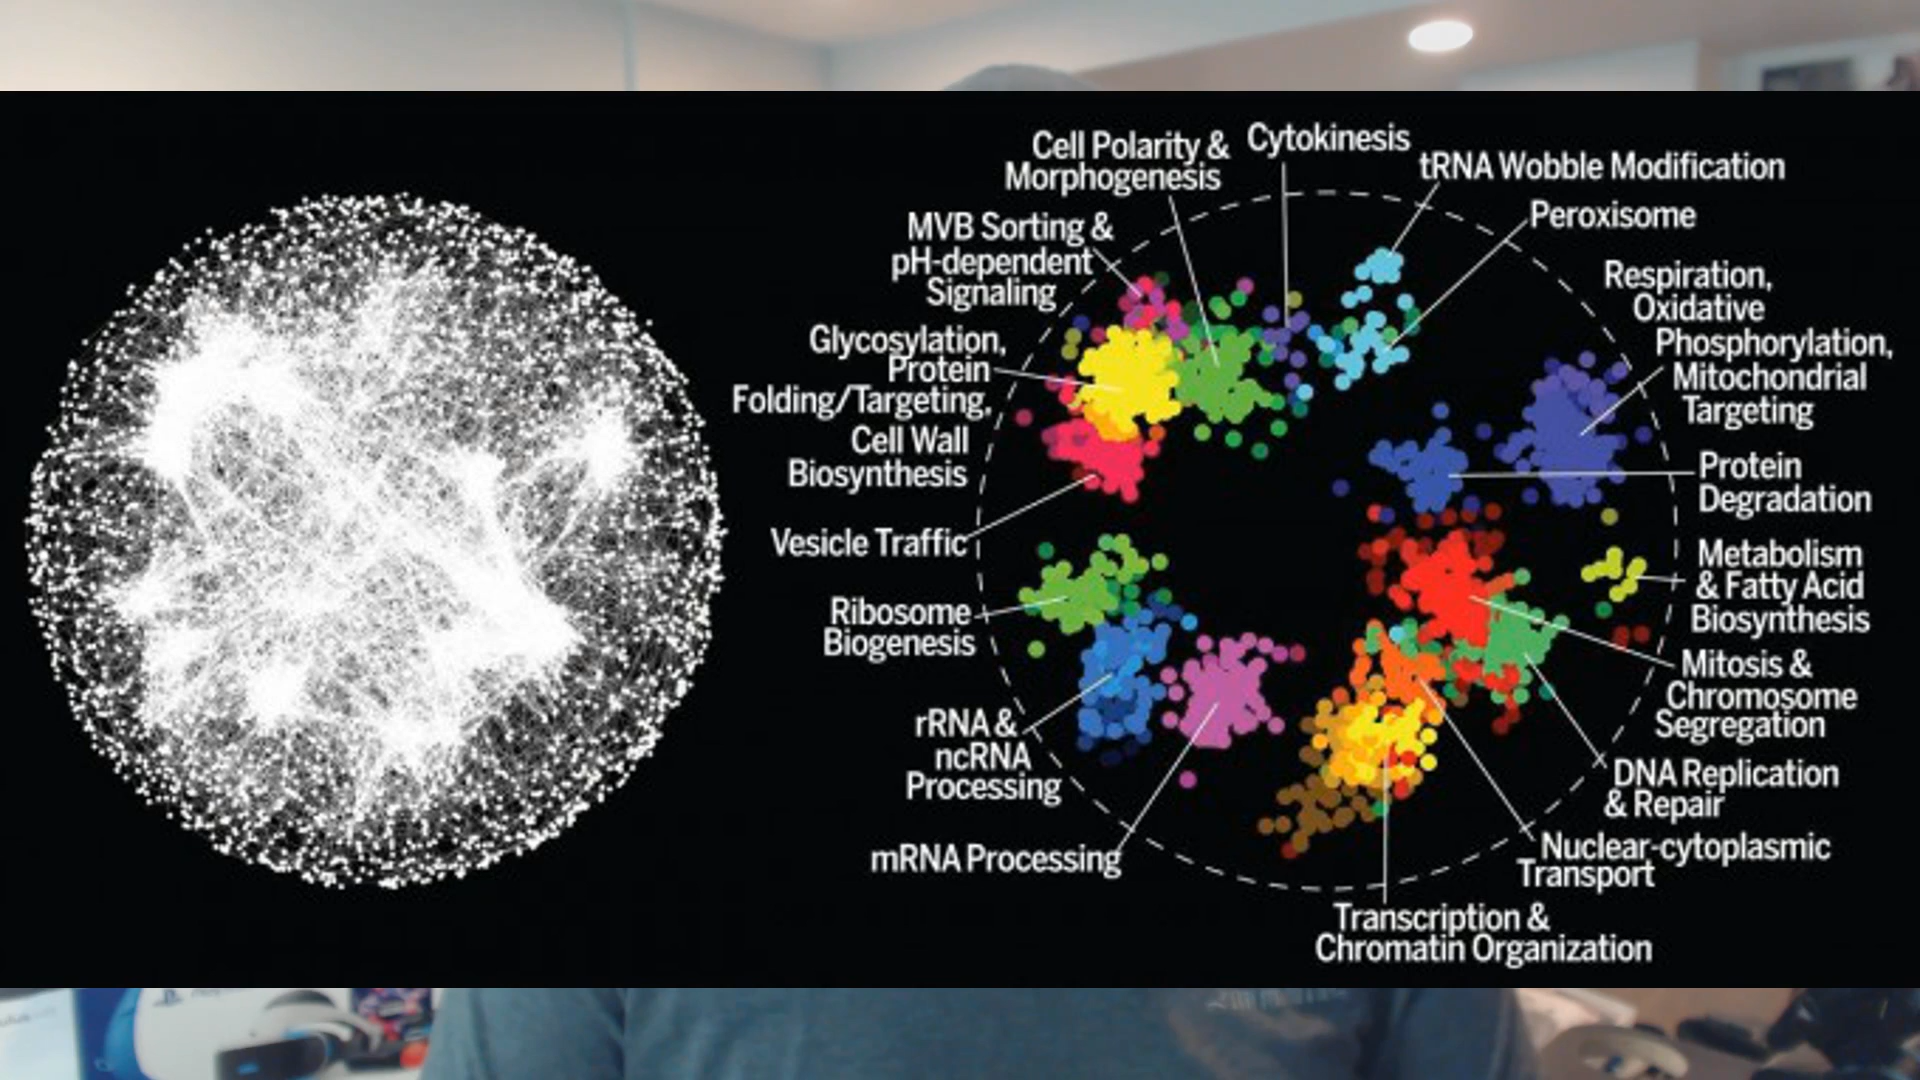 Cell Polarity &
Morphogenesis
Cytokinesis
tRNA Wobble Modification
Peroxisome
MVB Sorting &
pH-dependent
Signaling
Respiration,
Oxidative
Phosphorylation,
Mitochondrial
Targeting
Glycosylation,
Protein
Folding/Targeting,
Cell Wall
Biosynthesis
Protein
Degradation
Vesicle Traffic
Metabolism
& Fatty Acid
Biosynthesis
Ribosome
Biogenesis
Mitosis &
Chromosome
Segregation
rRNA &
ncRNA
Processing
DNA Replication
& Repair
mRNA Processing
Nuclear-cytoplasmic
Transport
Transcription &
Chromatin Organization